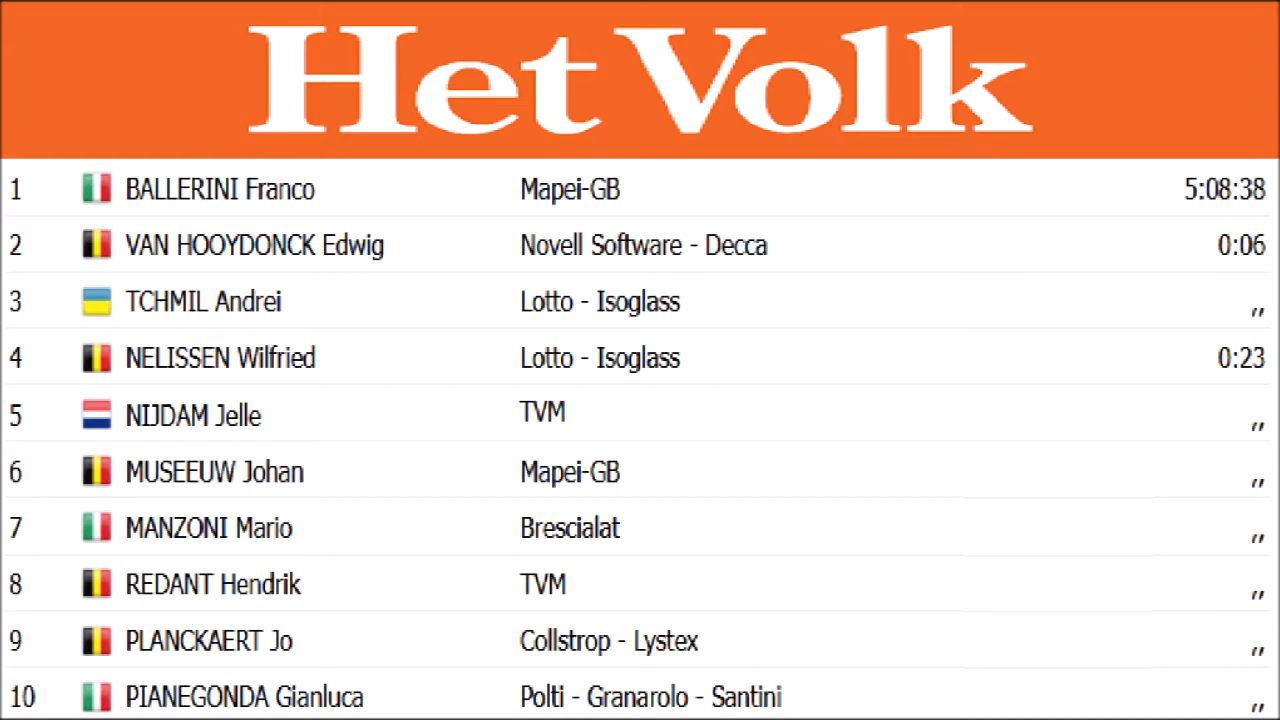 Het Volk
1 BALLERINI Franco Mapei-GB 5:08:38
2 VAN HOOYDONCK Edwig Novell Software - Decca 0:06
3 TCHMIL Andrei Lotto - Isoglass ,,
4 NELISSEN Wilfried Lotto - Isoglass 0:23
5 NIJDAM Jelle TVM ,,
6 MUSEEUW Johan Mapei-GB ,,
7 MANZONI Mario Brescialat ,,
8 REDANT Hendrik TVM ,,
9 PLANCKAERT Jo Collstrop - Lystex ,,
10 PIANEGONDA Gianluca Polti - Granarolo - Santini ,,